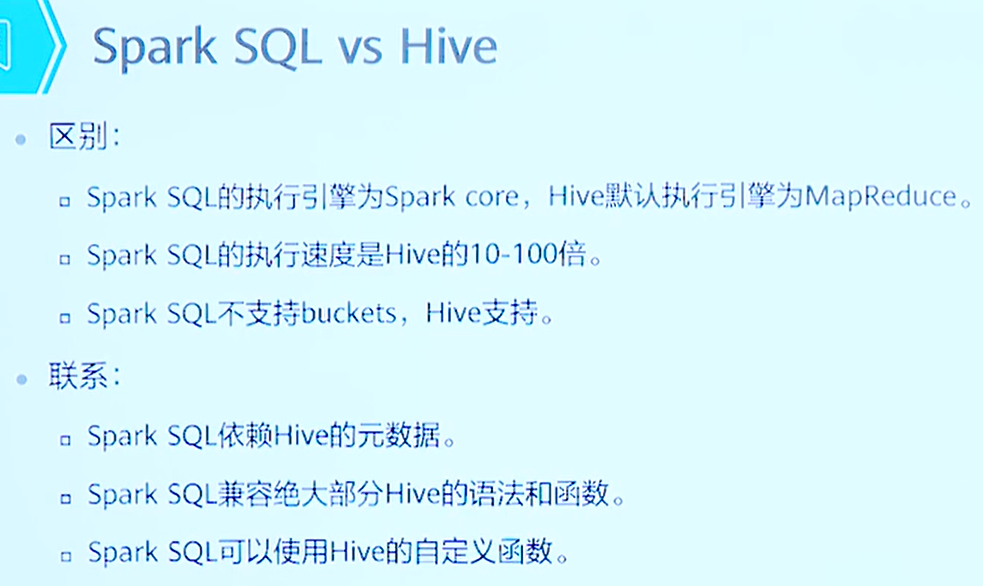 Spark SQL vs Hive
区别：
Spark SQL的执行引擎为Spark core，Hive默认执行引擎为MapReduce。
Spark SQL的执行速度是Hive的10-100倍。
Spark SQL不支持buckets，Hive支持。
联系：
Spark SQL依赖Hive的元数据。
Spark SQL兼容绝大部分Hive的语法和函数。
Spark SQL可以使用Hive的自定义函数。